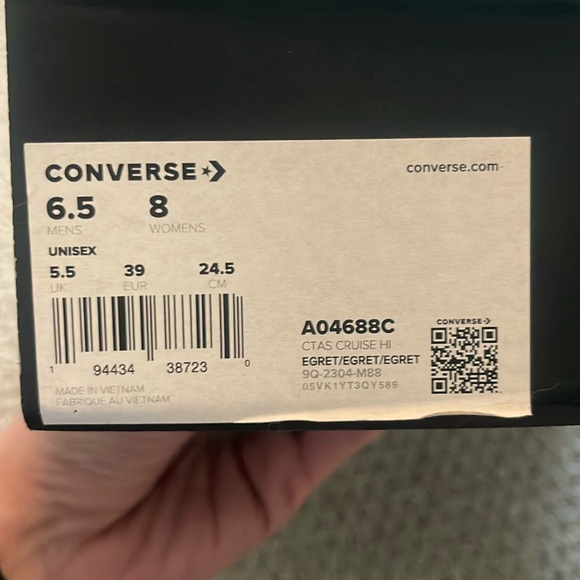 CONVERSE
converse.com
6.5 8
MENS WOMENS
UNISEX
5.5 39 24.5
UK EUR CM
1 94434 38723 0
MADE IN VIETNAM
FABRIQUE AU VIETNAM
CONVERSE
A04688C
CTAS CRUISE HI
EGRET/EGRET/EGRET
9Q-2304-M88
05VK1YT3QY589